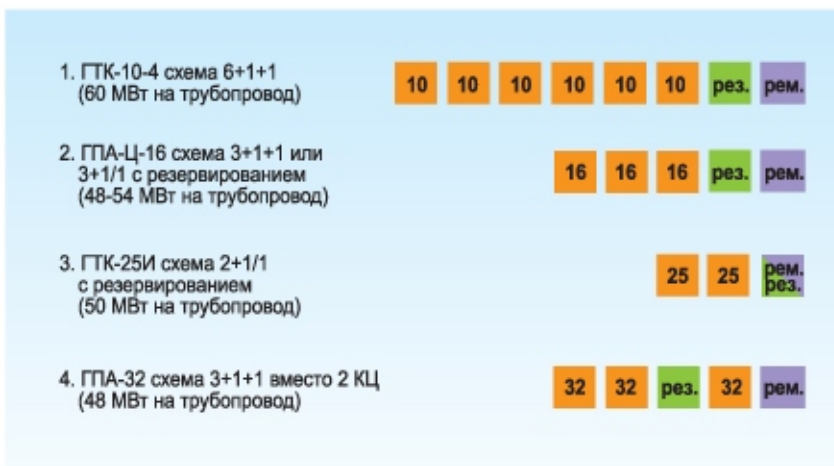 1. ГТК-10-4 схема 6+1+1
(60 МВт на трубопровод)
10 10 10 10 10 10 рез. рем.
2. ГПА-Ц-16 схема 3+1+1 или
3+1/1 с резервированием
(48-54 МВт на трубопровод)
16 16 16 рез. рем.
3. ГТК-25И схема 2+1/1
с резервированием
(50 МВт на трубопровод)
25 25 рем.
рез.
4. ГПА-32 схема 3+1+1 вместо 2 КЦ
(48 МВт на трубопровод)
32 32 рез. 32 рем.